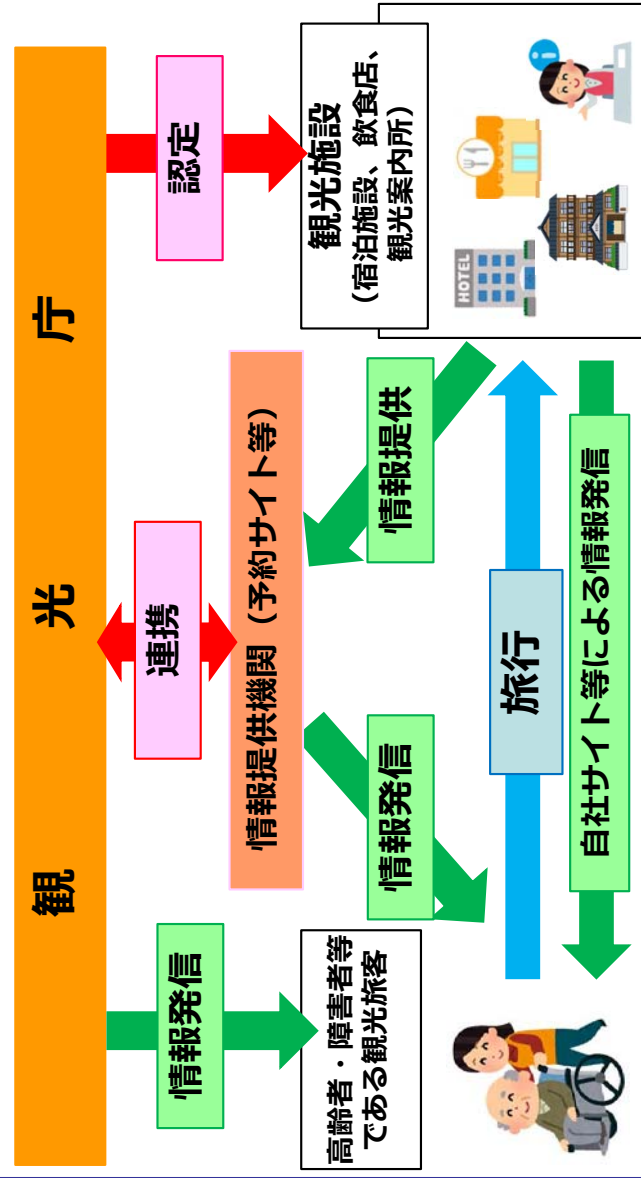 観光庁
情報発信
連携
認定
高齢者・障害者等
である観光旅客
情報提供機関（予約サイト等）
観光施設
（宿泊施設、飲食店、
観光案内所）
情報発信
情報提供
HOTEL
旅行
自社サイト等による情報発信